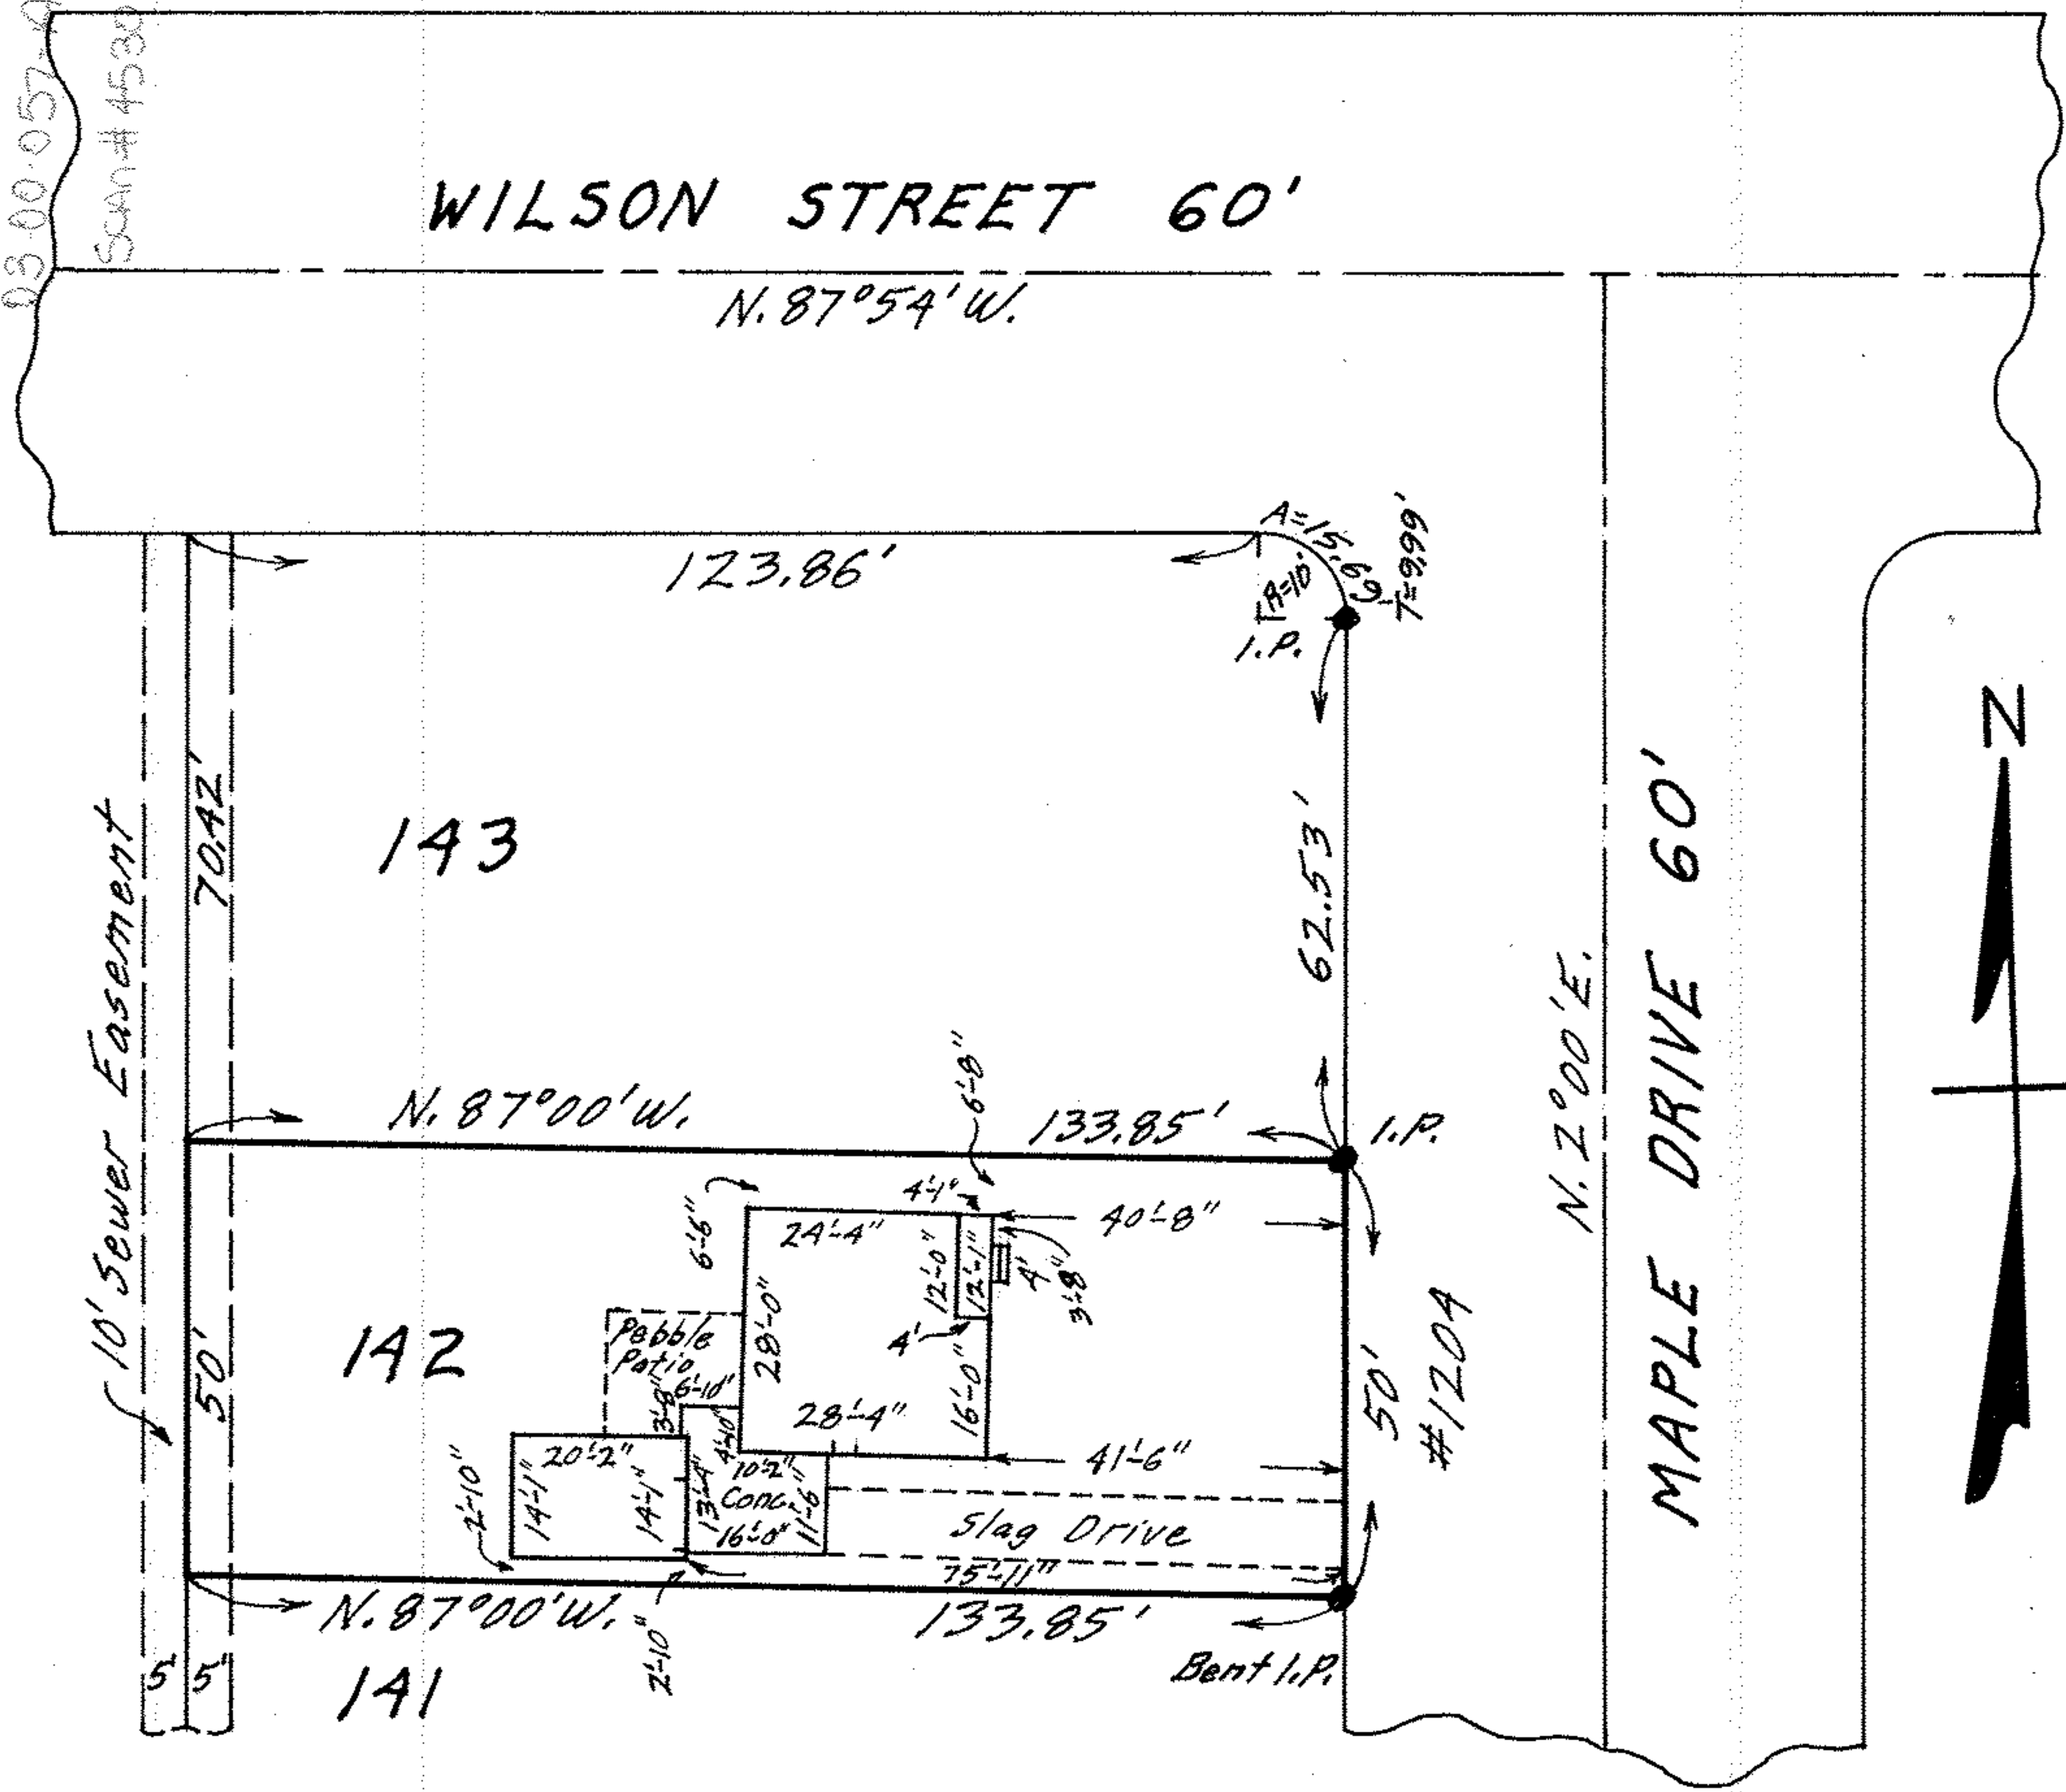 Scan# 4530
WILSON STREET 60'
N. 87°54' W.
123.86'
A=15.69'
R=10'
T=9.99'
I.P.
62.53'
70.42'
143
10' Sewer Easement
N. 87°00' W.
133.85'
I.P.
6'-8"
6'-6"
4'-1"
40'-8"
24'-4"
12'-0"
12'-1"
4'
3'-8"
28'-0"
4'
16'-0"
28'-4"
Pebble
Patio
6'-10"
3'-8"
4'-10"
142
50'
50'
#1204
N. 2°00' E.
MAPLE DRIVE 60'
N
41'-6"
20'-2"
14'-1"
14'-1"
13'-4"
10'-2"
Conc.
16'-0"
11'-6"
Slag Drive
75'-11"
2'-10"
2'-10"
N. 87°00' W.
133.85'
Bent I.P.
5' 5'
141